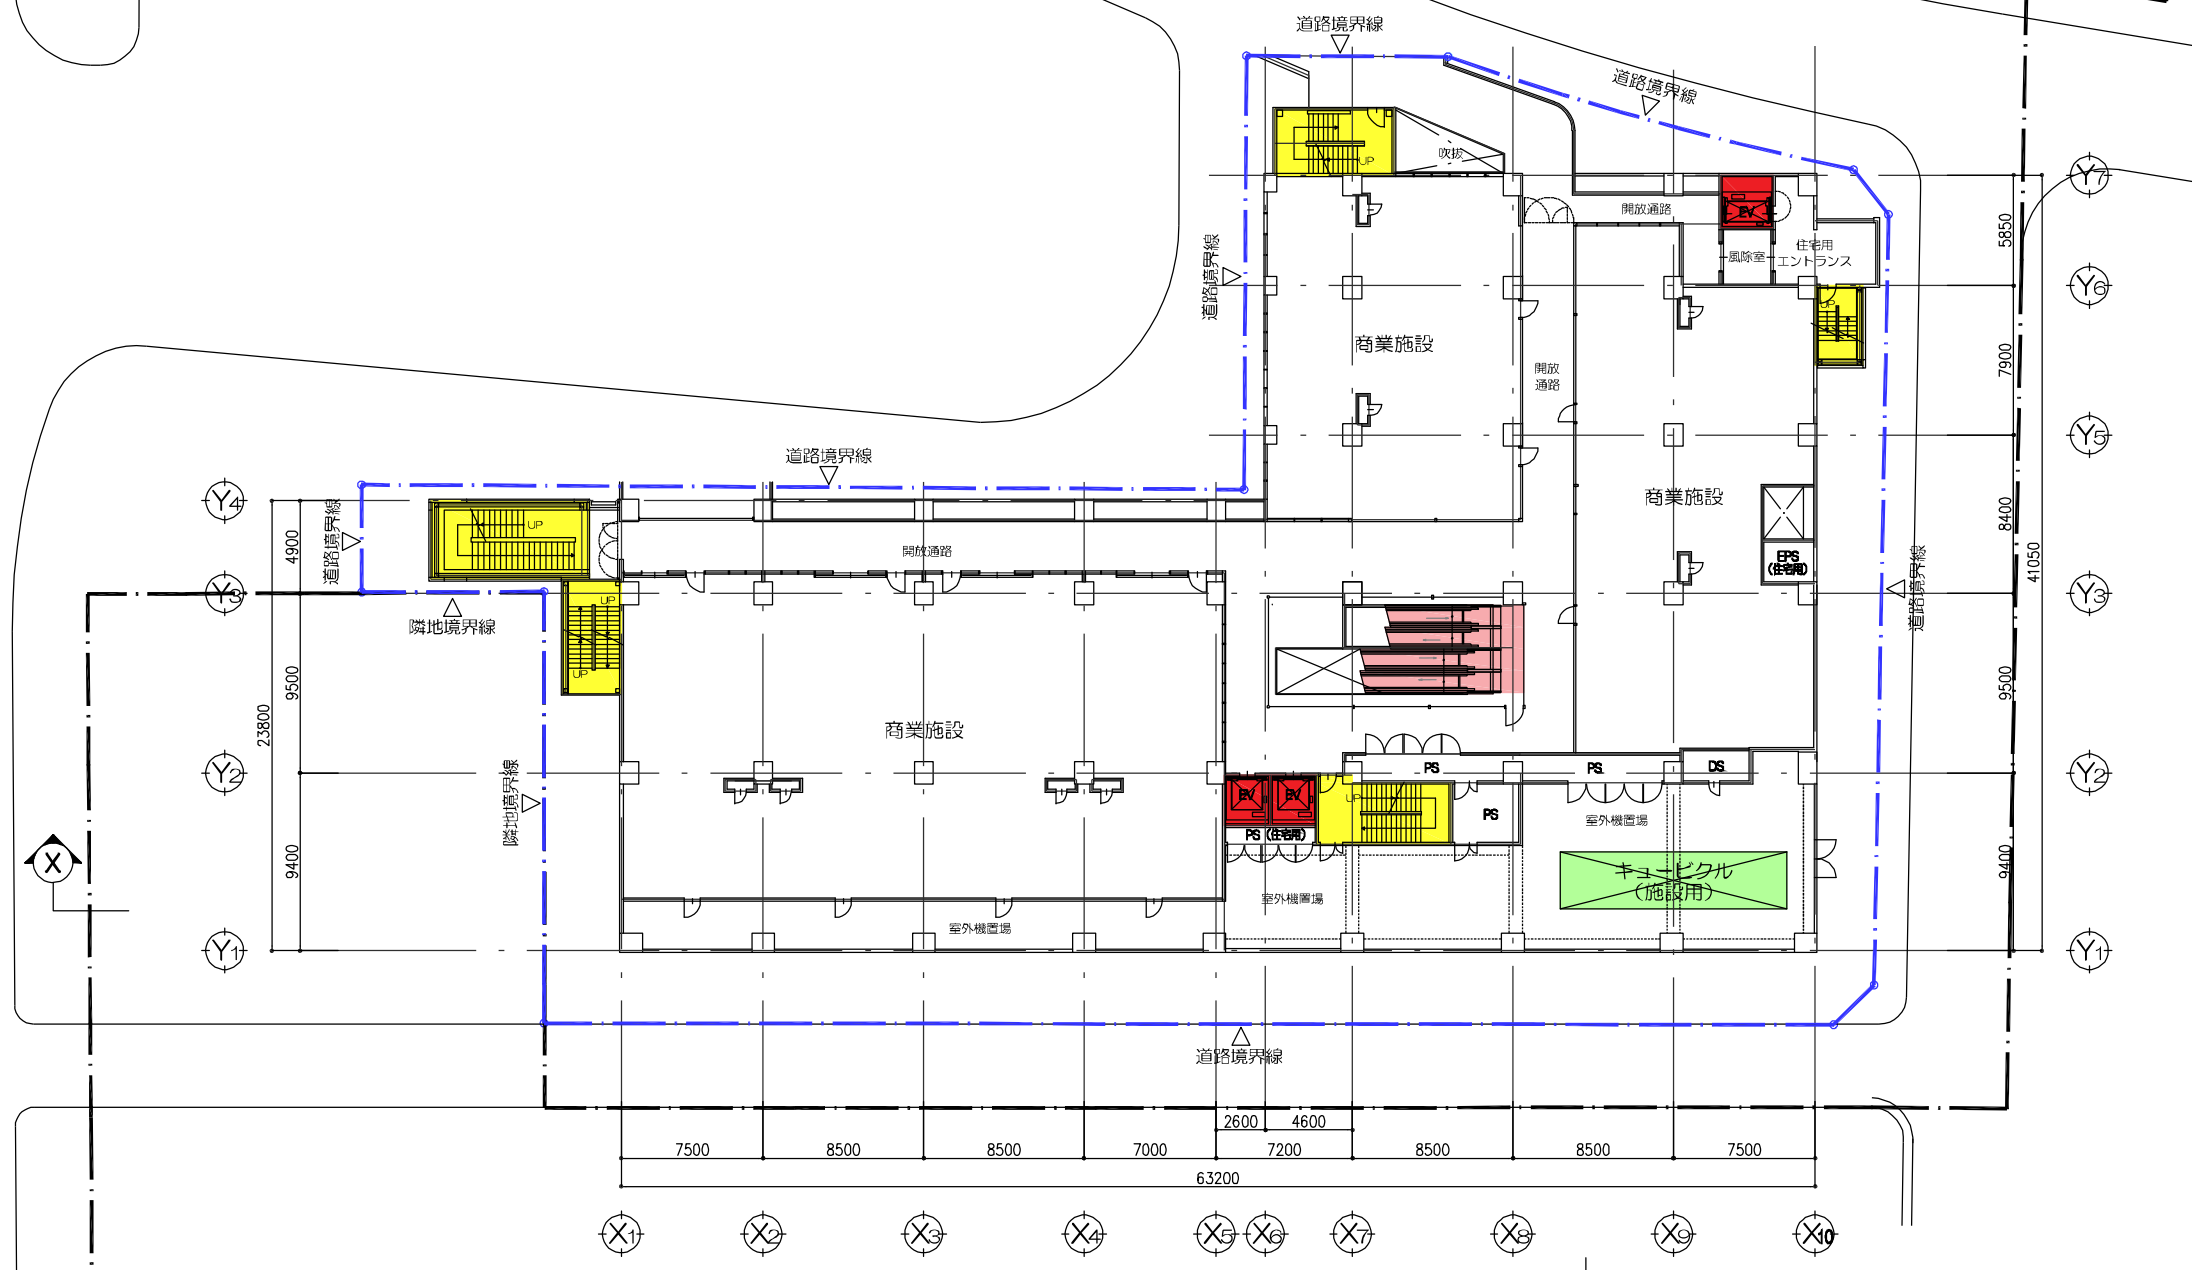 道路境界線
道路境界線
UP
吹抜
Y7
開放通路
EV
道路境界線
5850
住宅用
エントランス
風除室
Y6
UP
商業施設
7900
開放
通路
Y5
道路境界線
商業施設
Y4
道路境界線
UP
8400
4900
開放通路
EPS
(住宅用)
41050
道路境界線
Y3
Y3
UP
隣地境界線
9500
9500
UP
23800
商業施設
隣地境界線
Y2
PS
PS
DS
Y2
EV
EV
UP
PS
室外機置場
PS (住宅用)
X
9400
キュービクル
(施設用)
9400
室外機置場
室外機置場
Y1
Y1
道路境界線
2600
4600
7500
8500
8500
7000
7200
8500
8500
7500
63200
X1
X2
X3
X4
X5
X6
X7
X8
X9
X10